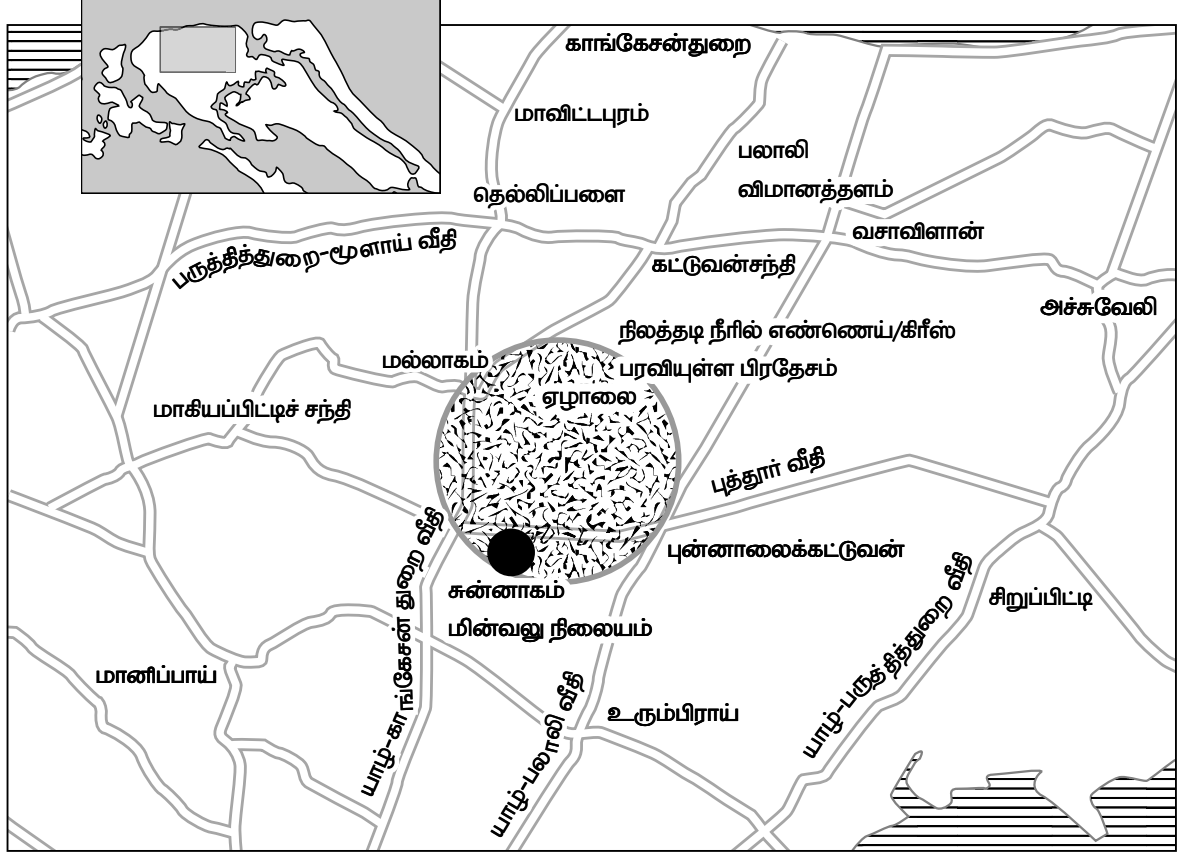 காங்கேசன்துறை
மாவிட்டபுரம்
பலாலி
விமானத்தளம்
தெல்லிப்பளை
வசாவிளான்
பருத்தித்துறை-மூளாய் வீதி
கட்டுவன்சந்தி
அச்சுவேலி
நிலத்தடி நீரில் எண்ணெய்/கிரீஸ்
பரவியுள்ள பிரதேசம்
மல்லாகம்
ஏழாலை
மாகியப்பிட்டிச் சந்தி
புத்தூர் வீதி
புன்னாலைக்கட்டுவன்
சுன்னாகம்
மின்வலு நிலையம்
சிறுப்பிட்டி
மானிப்பாய்
உரும்பிராய்
யாழ்-காங்கேசன் துறை வீதி
யாழ்-பலாலி வீதி
யாழ்-பருத்தித்துறை வீதி